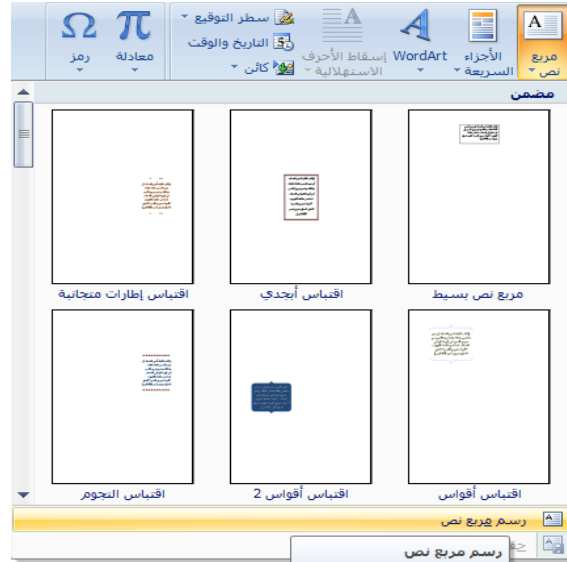 مربع نص
الأجزاء السريعة
WordArt
إسقاط الأحرف الاستهلالية
سطر التوقيع
التاريخ والوقت
كائن
معادلة
رمز
مضمن
مربع نص بسيط
اقتباس أبجدي
اقتباس إطارات متجانبة
اقتباس أقواس
اقتباس أقواس 2
اقتباس النجوم
رسم مربع نص
رسم مربع نص